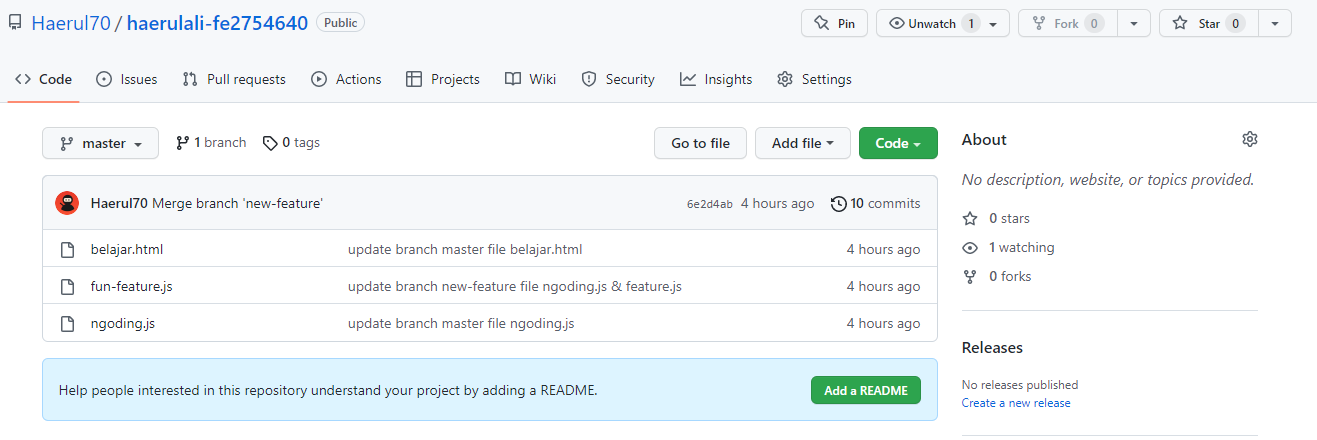 Haerul70 / haerulali-fe2754640 Public
Pin
Unwatch 1
Fork 0
Star 0
Code
Issues
Pull requests
Actions
Projects
Wiki
Security
Insights
Settings
master
1 branch
0 tags
Go to file
Add file
Code
Haerul70 Merge branch 'new-feature'
6e2d4ab 4 hours ago
10 commits
belajar.html update branch master file belajar.html 4 hours ago
fun-feature.js update branch new-feature file ngoding.js & feature.js 4 hours ago
ngoding.js update branch master file ngoding.js 4 hours ago
Help people interested in this repository understand your project by adding a README.
Add a README
About
No description, website, or topics provided.
0 stars
1 watching
0 forks
Releases
No releases published
Create a new release